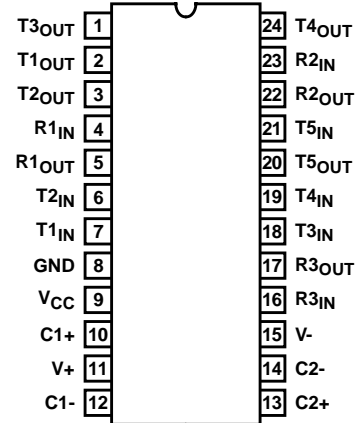 T3OUT 1 24 T4OUT
T1OUT 2 23 R2IN
T2OUT 3 22 R2OUT
R1IN 4 21 T5IN
R1OUT 5 20 T5OUT
T2IN 6 19 T4IN
T1IN 7 18 T3IN
GND 8 17 R3OUT
VCC 9 16 R3IN
C1+ 10 15 V-
V+ 11 14 C2-
C1- 12 13 C2+